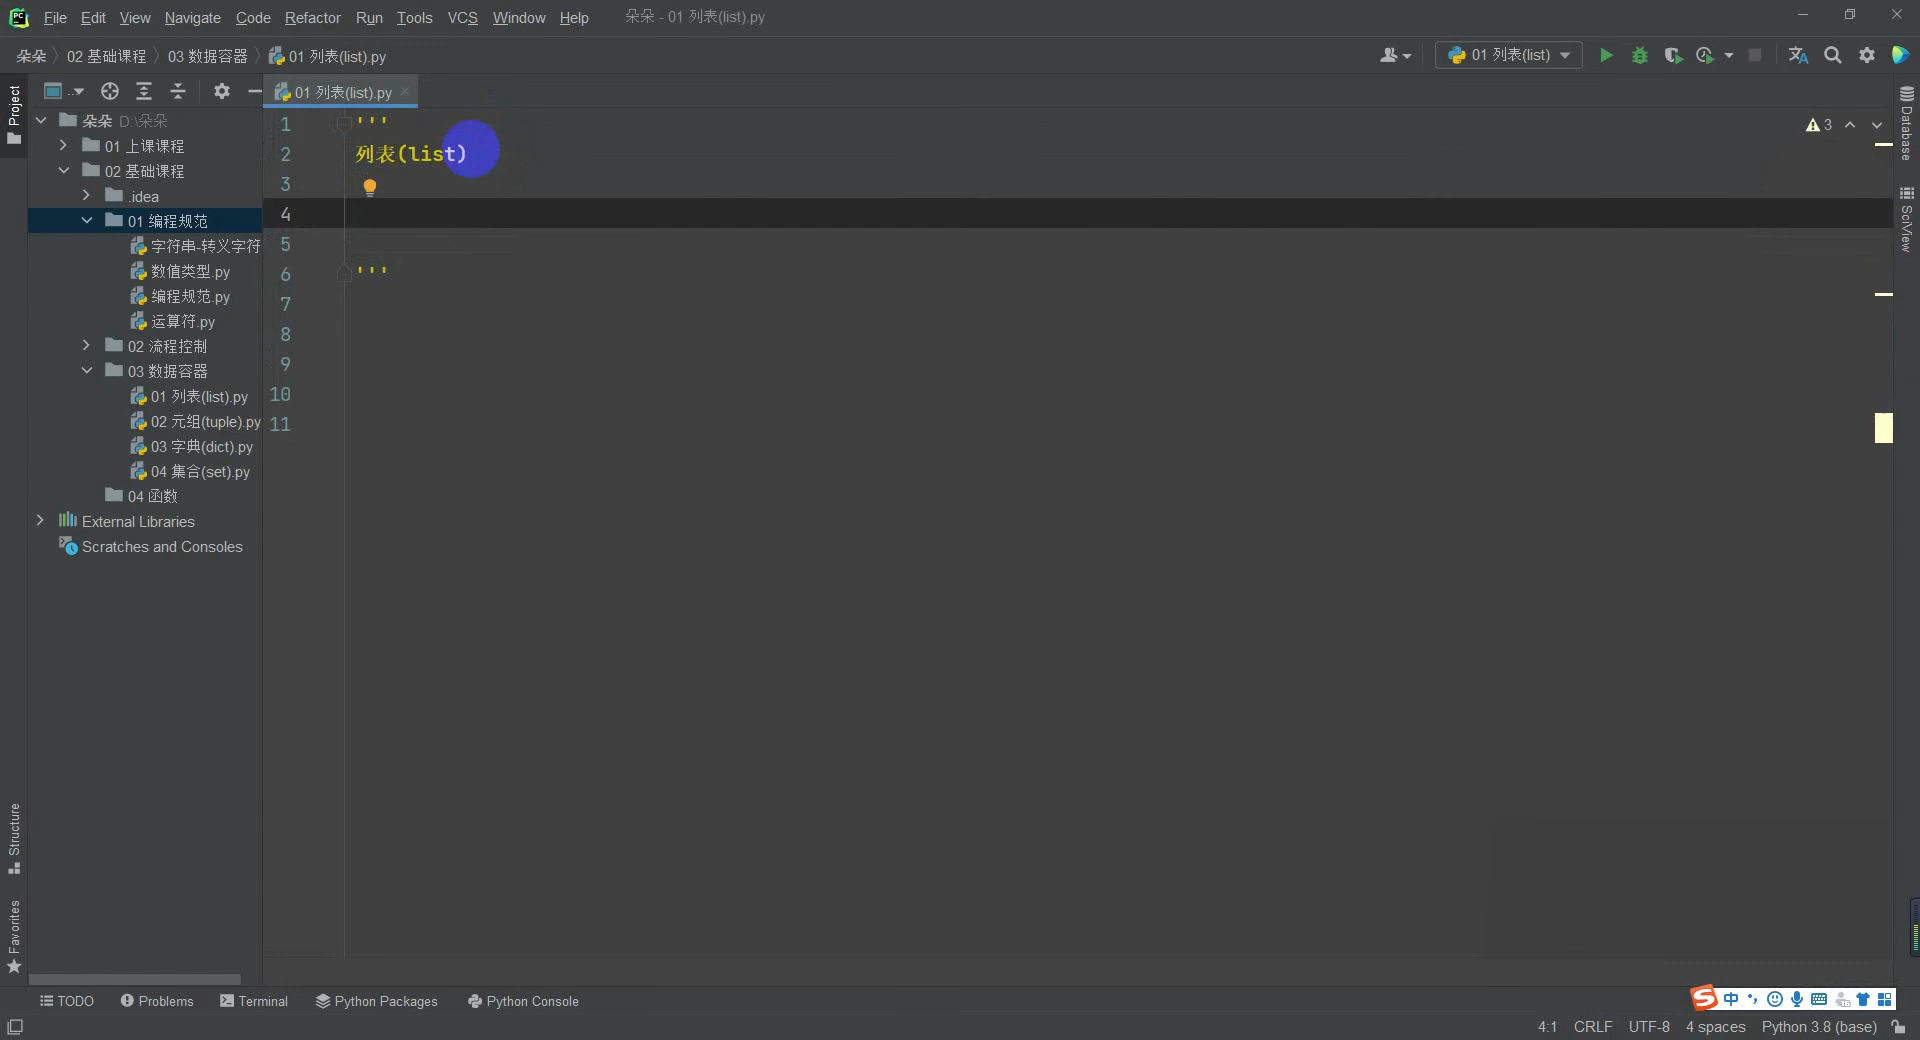 File Edit View Navigate Code Refactor Run Tools VCS Window Help 朵朵 - 01 列表(list).py
朵朵 02 基础课程 03 数据容器 01 列表(list).py
01 列表(list)
Project
01 列表(list).py
朵朵 D:\朵朵
01 上课课程
02 基础课程
.idea
01 编程规范
字符串-转义字符
数值类型.py
编程规范.py
运算符.py
02 流程控制
03 数据容器
01 列表(list).py
02 元组(tuple).py
03 字典(dict).py
04 集合(set).py
04 函数
External Libraries
Scratches and Consoles
1 '''
2 列表(list)
3
4
5
6 '''
7
8
9
10
11
3
Database
SciView
Structure
Favorites
TODO Problems Terminal Python Packages Python Console
S 中
4:1 CRLF UTF-8 4 spaces Python 3.8 (base)